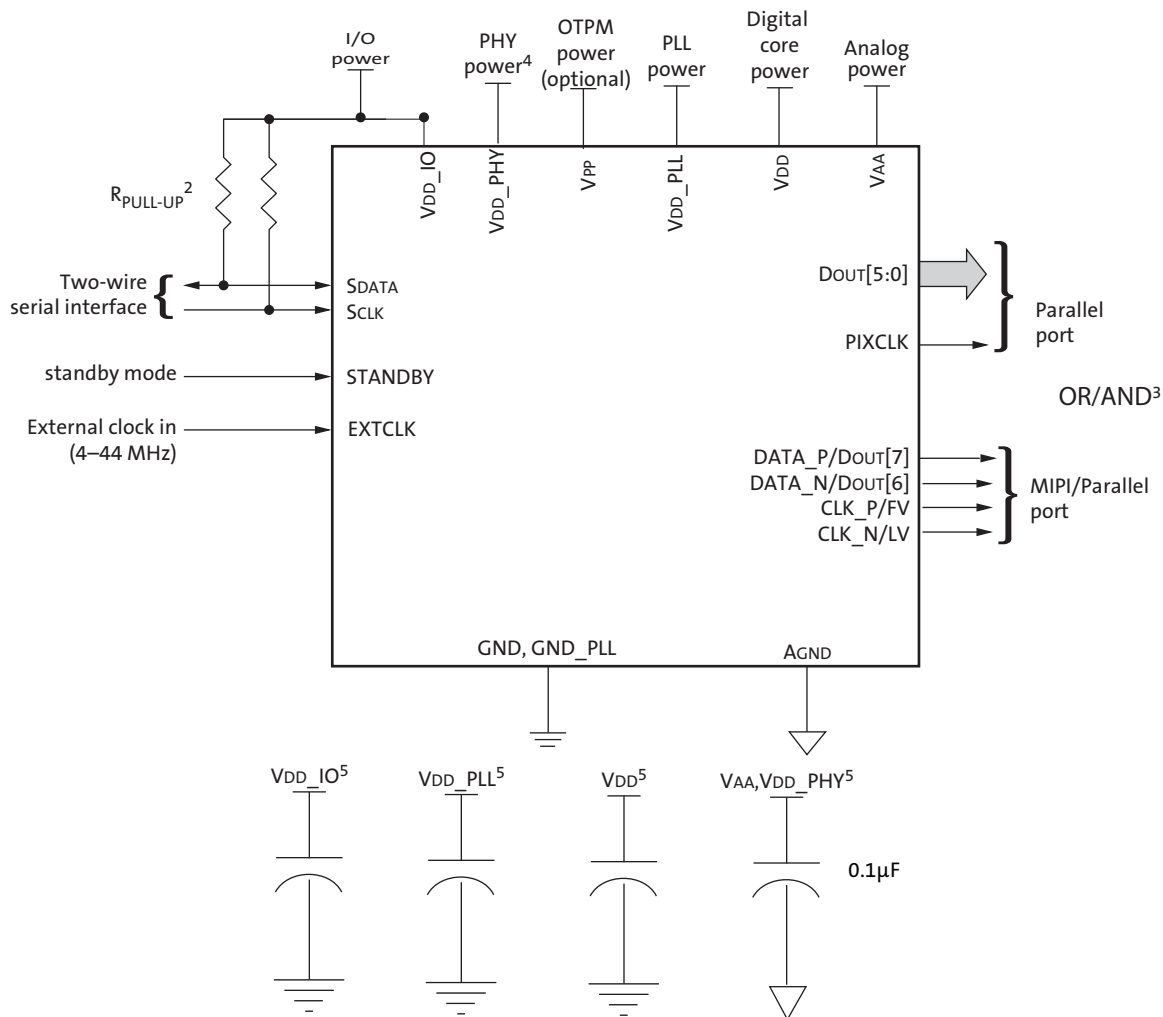 I/O
power
PHY
power⁴
OTPM
power
(optional)
PLL
power
Digital
core
power
Analog
power
VDD_IO
VDD_PHY
VPP
VDD_PLL
VDD
VAA
RPULL-UP²
Two-wire
serial interface
SDATA
SCLK
standby mode
STANDBY
External clock in
(4–44 MHz)
EXTCLK
DOUT[5:0]
PIXCLK
Parallel
port
OR/AND³
DATA_P/DOUT[7]
DATA_N/DOUT[6]
CLK_P/FV
CLK_N/LV
MIPI/Parallel
port
GND, GND_PLL
AGND
VDD_IO⁵
VDD_PLL⁵
VDD⁵
VAA,VDD_PHY⁵
0.1µF